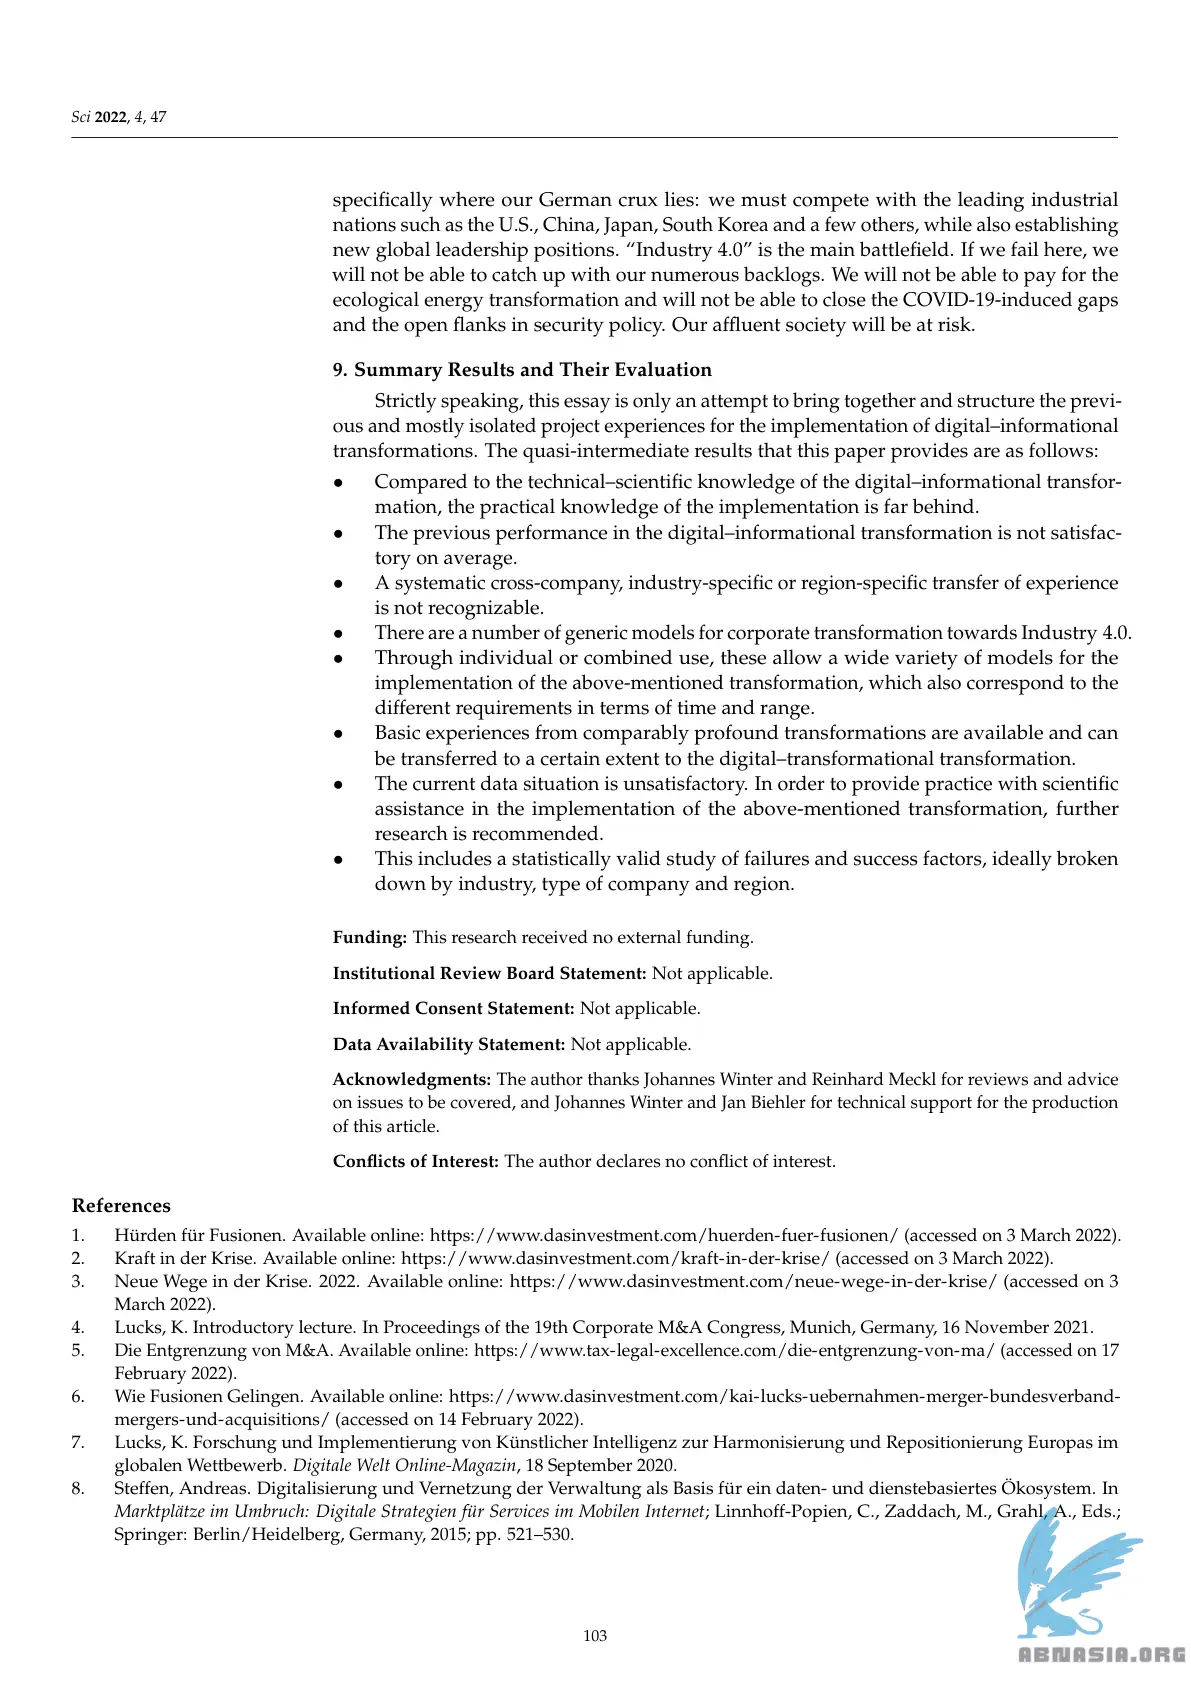 Sci 2022, 4, 47
specifically where our German crux lies: we must compete with the leading industrial
nations such as the U.S., China, Japan, South Korea and a few others, while also establishing
new global leadership positions. “Industry 4.0” is the main battlefield. If we fail here, we
will not be able to catch up with our numerous backlogs. We will not be able to pay for the
ecological energy transformation and will not be able to close the COVID-19-induced gaps
and the open flanks in security policy. Our affluent society will be at risk.
9. Summary Results and Their Evaluation
Strictly speaking, this essay is only an attempt to bring together and structure the previ-
ous and mostly isolated project experiences for the implementation of digital–informational
transformations. The quasi-intermediate results that this paper provides are as follows:
● Compared to the technical–scientific knowledge of the digital–informational transfor-
mation, the practical knowledge of the implementation is far behind.
● The previous performance in the digital–informational transformation is not satisfac-
tory on average.
● A systematic cross-company, industry-specific or region-specific transfer of experience
is not recognizable.
● There are a number of generic models for corporate transformation towards Industry 4.0.
● Through individual or combined use, these allow a wide variety of models for the
implementation of the above-mentioned transformation, which also correspond to the
different requirements in terms of time and range.
● Basic experiences from comparably profound transformations are available and can
be transferred to a certain extent to the digital–transformational transformation.
● The current data situation is unsatisfactory. In order to provide practice with scientific
assistance in the implementation of the above-mentioned transformation, further
research is recommended.
● This includes a statistically valid study of failures and success factors, ideally broken
down by industry, type of company and region.
Funding: This research received no external funding.
Institutional Review Board Statement: Not applicable.
Informed Consent Statement: Not applicable.
Data Availability Statement: Not applicable.
Acknowledgments: The author thanks Johannes Winter and Reinhard Meckl for reviews and advice
on issues to be covered, and Johannes Winter and Jan Biehler for technical support for the production
of this article.
Conflicts of Interest: The author declares no conflict of interest.
References
1. Hürden für Fusionen. Available online: https://www.dasinvestment.com/huerden-fuer-fusionen/ (accessed on 3 March 2022).
2. Kraft in der Krise. Available online: https://www.dasinvestment.com/kraft-in-der-krise/ (accessed on 3 March 2022).
3. Neue Wege in der Krise. 2022. Available online: https://www.dasinvestment.com/neue-wege-in-der-krise/ (accessed on 3
March 2022).
4. Lucks, K. Introductory lecture. In Proceedings of the 19th Corporate M&A Congress, Munich, Germany, 16 November 2021.
5. Die Entgrenzung von M&A. Available online: https://www.tax-legal-excellence.com/die-entgrenzung-von-ma/ (accessed on 17
February 2022).
6. Wie Fusionen Gelingen. Available online: https://www.dasinvestment.com/kai-lucks-uebernahmen-merger-bundesverband-
mergers-und-acquisitions/ (accessed on 14 February 2022).
7. Lucks, K. Forschung und Implementierung von Künstlicher Intelligenz zur Harmonisierung und Repositionierung Europas im
globalen Wettbewerb. Digitale Welt Online-Magazin, 18 September 2020.
8. Steffen, Andreas. Digitalisierung und Vernetzung der Verwaltung als Basis für ein daten- und dienstebasiertes Ökosystem. In
Marktplätze im Umbruch: Digitale Strategien für Services im Mobilen Internet; Linnhoff-Popien, C., Zaddach, M., Grahl, A., Eds.;
Springer: Berlin/Heidelberg, Germany, 2015; pp. 521–530.
103
ABNASIA.ORG